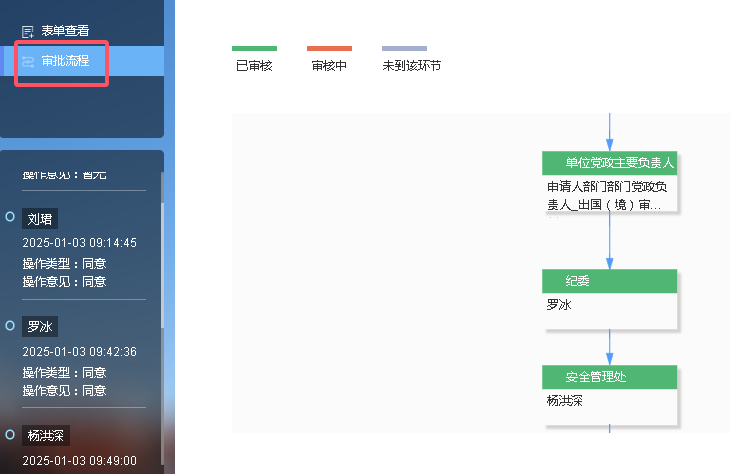 表单查看
审批流程
操作意见：暂无
刘珺
2025-01-03 09:14:45
操作类型：同意
操作意见：同意
罗冰
2025-01-03 09:42:36
操作类型：同意
操作意见：同意
杨洪深
2025-01-03 09:49:00
已审核
审核中
未到该环节
单位党政主要负责人
申请人部门部门党政负
责人_出国（境）审...
纪委
罗冰
安全管理处
杨洪深